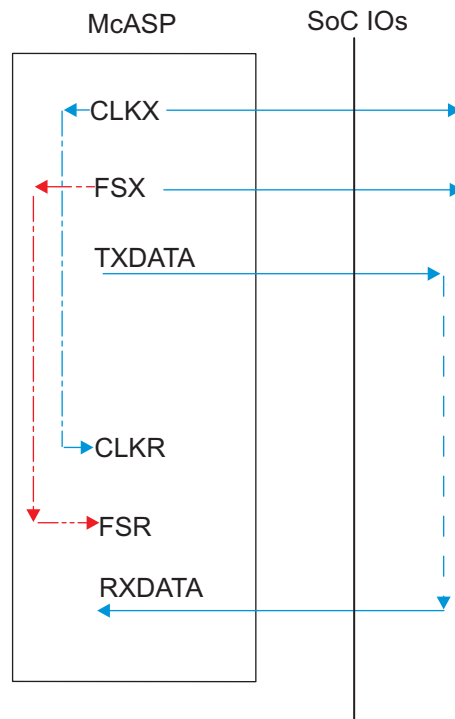 McASP
SoC IOs
CLKX
FSX
TXDATA
CLKR
FSR
RXDATA